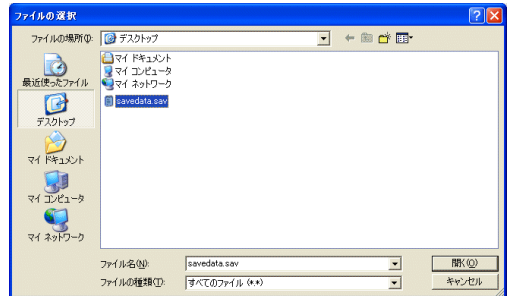 ファイルの選択
ファイルの場所(I):
デスクトップ
マイ ドキュメント
マイ コンピュータ
マイ ネットワーク
savedata.sav
最近使ったファイル
デスクトップ
マイ ドキュメント
マイ コンピュータ
マイ ネットワーク
ファイル名(N):
savedata.sav
開く(O)
ファイルの種類(T):
すべてのファイル (*.*)
キャンセル